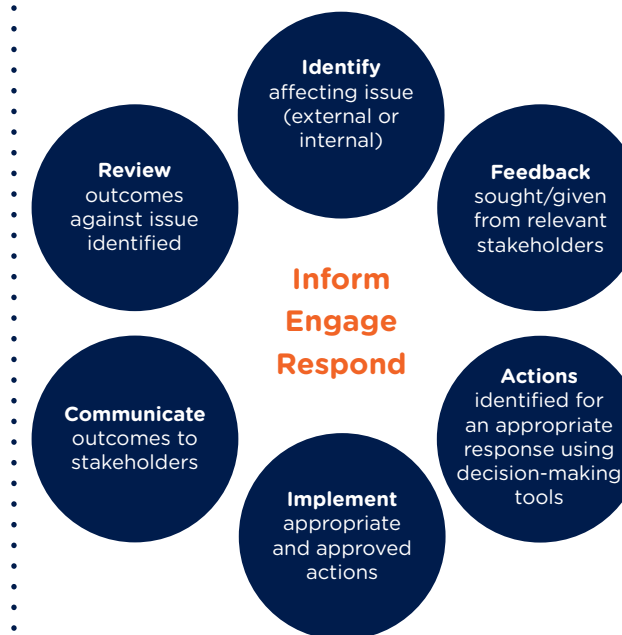 Identify
affecting issue
(external or
internal)
Feedback
sought/given
from relevant
stakeholders
Actions
identified for
an appropriate
response using
decision-making
tools
Implement
appropriate
and approved
actions
Communicate
outcomes to
stakeholders
Review
outcomes
against issue
identified
Inform
Engage
Respond